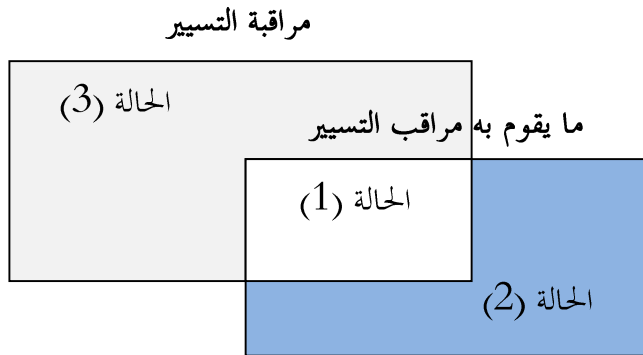 مراقبة التسيير
الحالة (3)
ما يقوم به مراقب التسيير
الحالة (1)
الحالة (2)